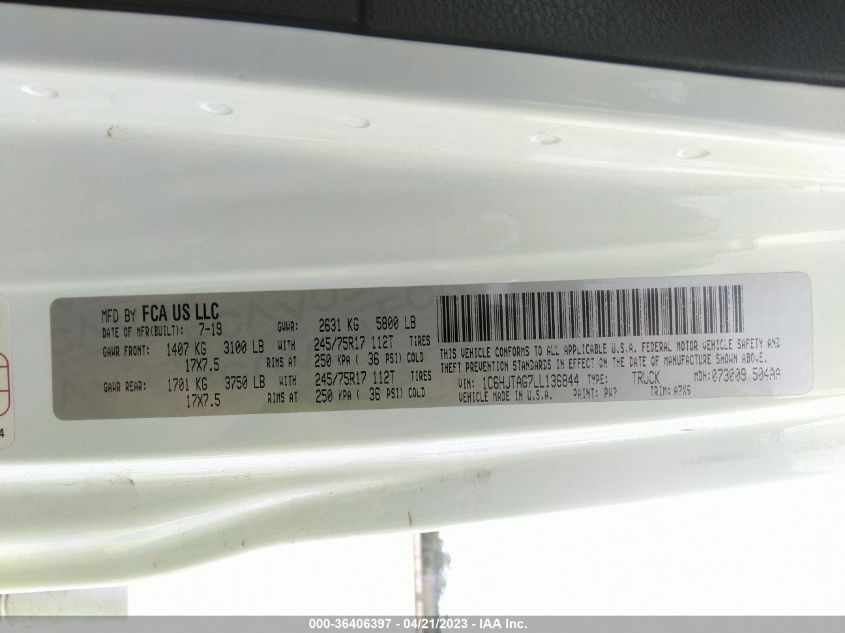 MFD BY FCA US LLC
DATE OF MFR(BUILT): 7-19 GVWR: 2631 KG 5800 LB
GAWR FRONT: 1407 KG 3100 LB WITH 245/75R17 112T TIRES
17X7.5 RIMS AT 250 KPA ( 36 PSI) COLD
GAWR REAR: 1701 KG 3750 LB WITH 245/75R17 112T TIRES
17X7.5 RIMS AT 250 KPA ( 36 PSI) COLD
THIS VEHICLE CONFORMS TO ALL APPLICABLE U.S.A. FEDERAL MOTOR VEHICLE SAFETY AND
THEFT PREVENTION STANDARDS IN EFFECT ON THE DATE OF MANUFACTURE SHOWN ABOVE.
VIN: 1C6HJTAG7LL136844 TYPE: TRUCK MDH: 073009 504AA
VEHICLE MADE IN U.S.A. PAINT: PW7 TRIM: A7X5
4
000-36406397 - 04/21/2023 - IAA Inc.